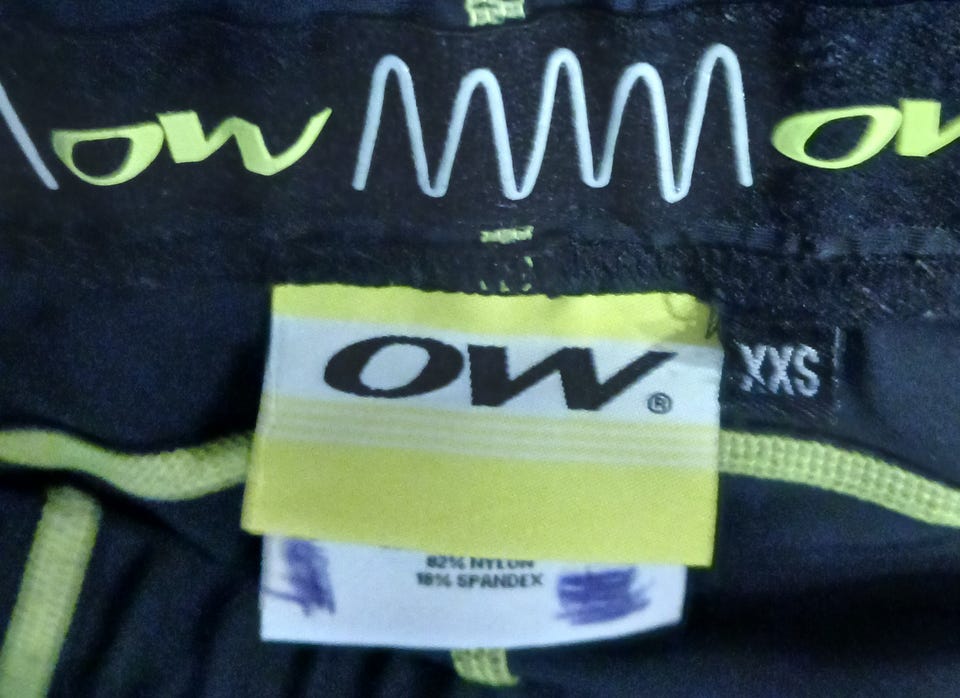 ow ow
OW®
XXS
82% NYLON
18% SPANDEX